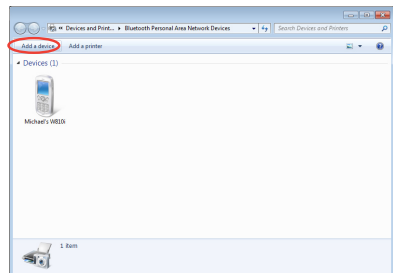 « Devices and Print... ▸ Bluetooth Personal Area Network Devices
Search Devices and Printers
Add a device
Add a printer
Devices (1)
Michael's W810i
1 item